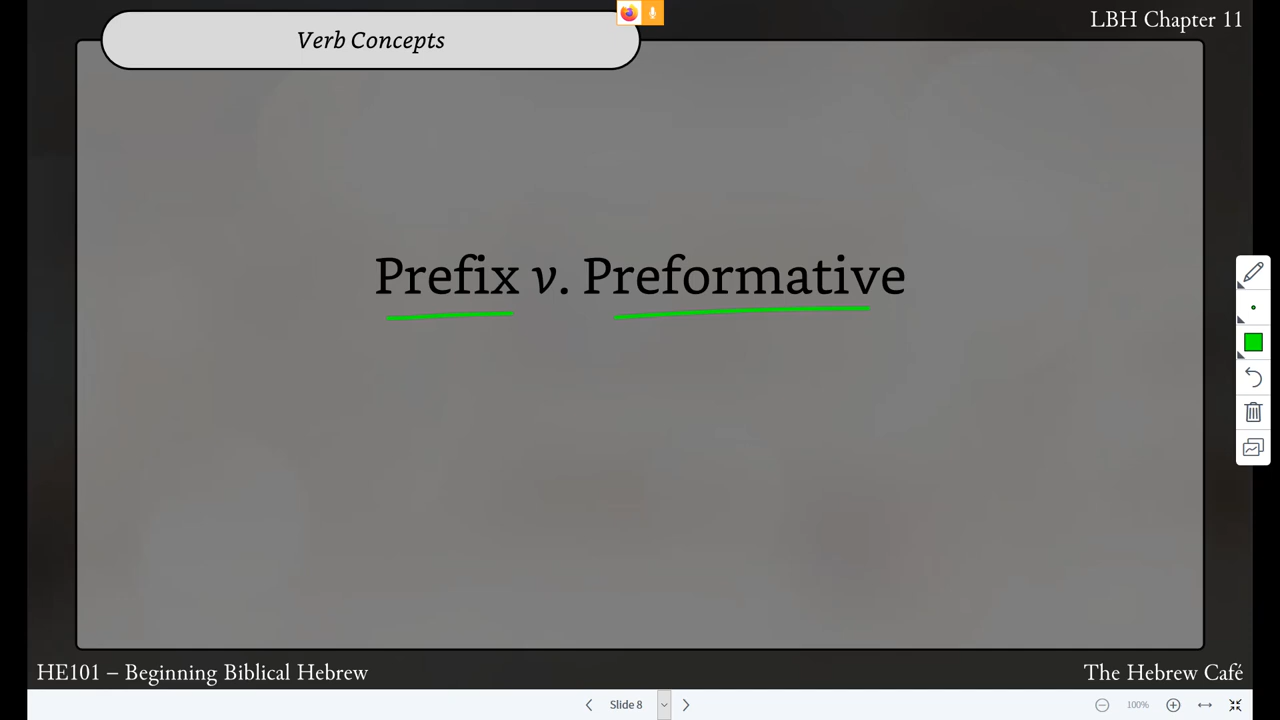 Verb Concepts
LBH Chapter 11
Prefix v. Preformative
HE101 – Beginning Biblical Hebrew
The Hebrew Café
Slide 8
100%